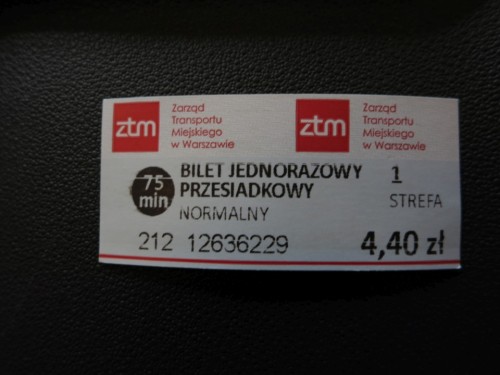 ztm
Zarząd
Transportu
Miejskiego
w Warszawie
ztm
Zarząd
Transportu
Miejskiego
w Warszawie
75
min
BILET JEDNORAZOWY
PRZESIADKOWY
NORMALNY
1
STREFA
212 12636229
4,40 zł